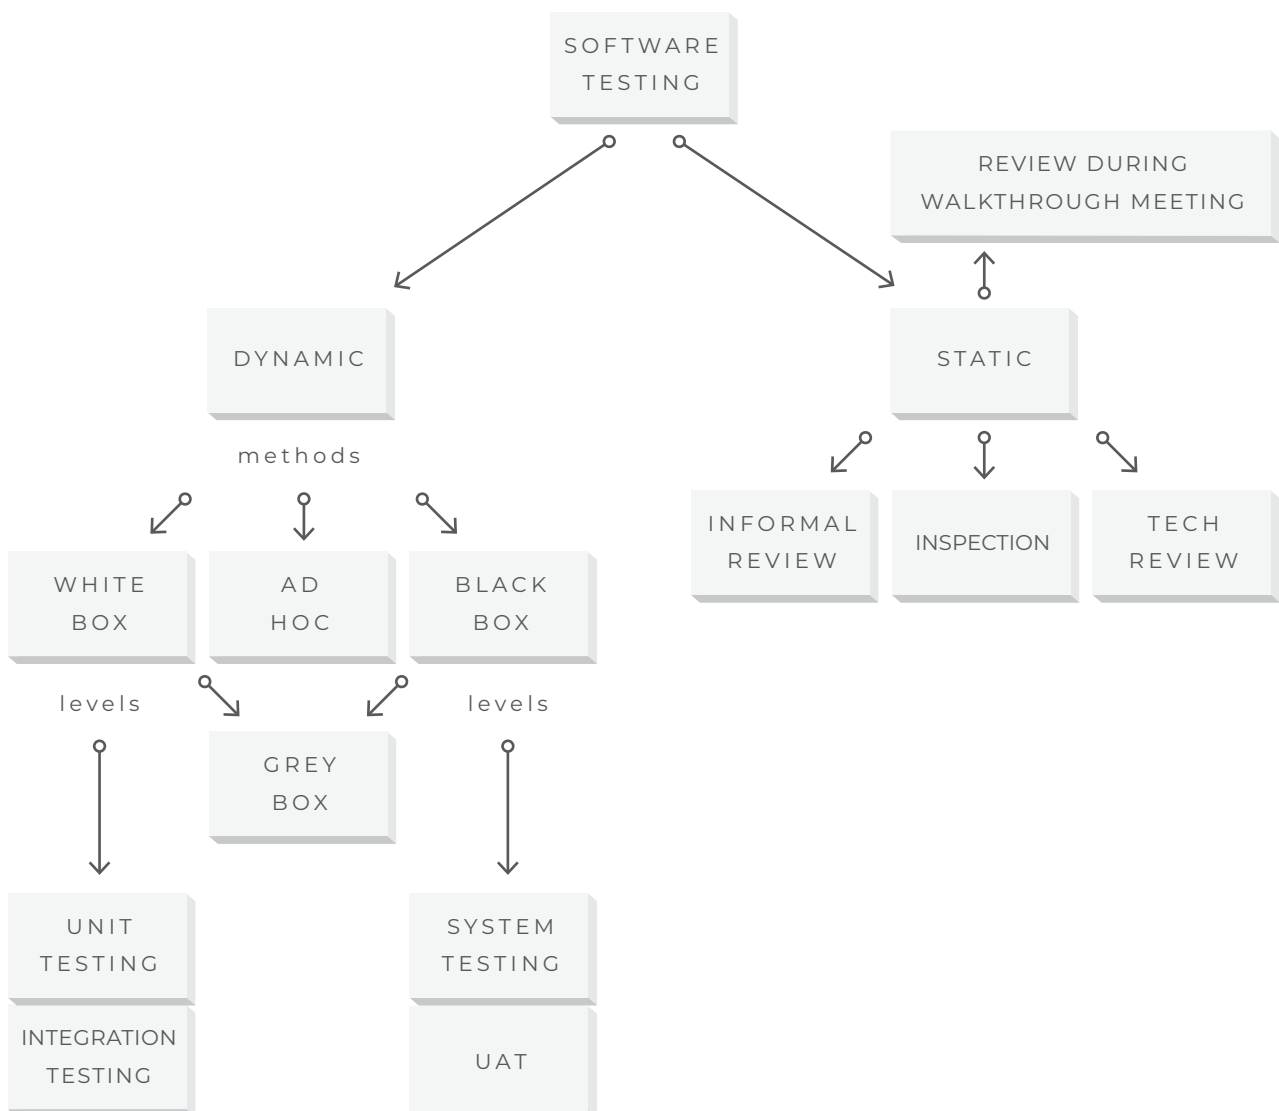 SOFTWARE
TESTING
REVIEW DURING
WALKTHROUGH MEETING
DYNAMIC
STATIC
methods
INFORMAL
REVIEW
INSPECTION
TECH
REVIEW
WHITE
BOX
AD
HOC
BLACK
BOX
levels
levels
GREY
BOX
UNIT
TESTING
SYSTEM
TESTING
INTEGRATION
TESTING
UAT